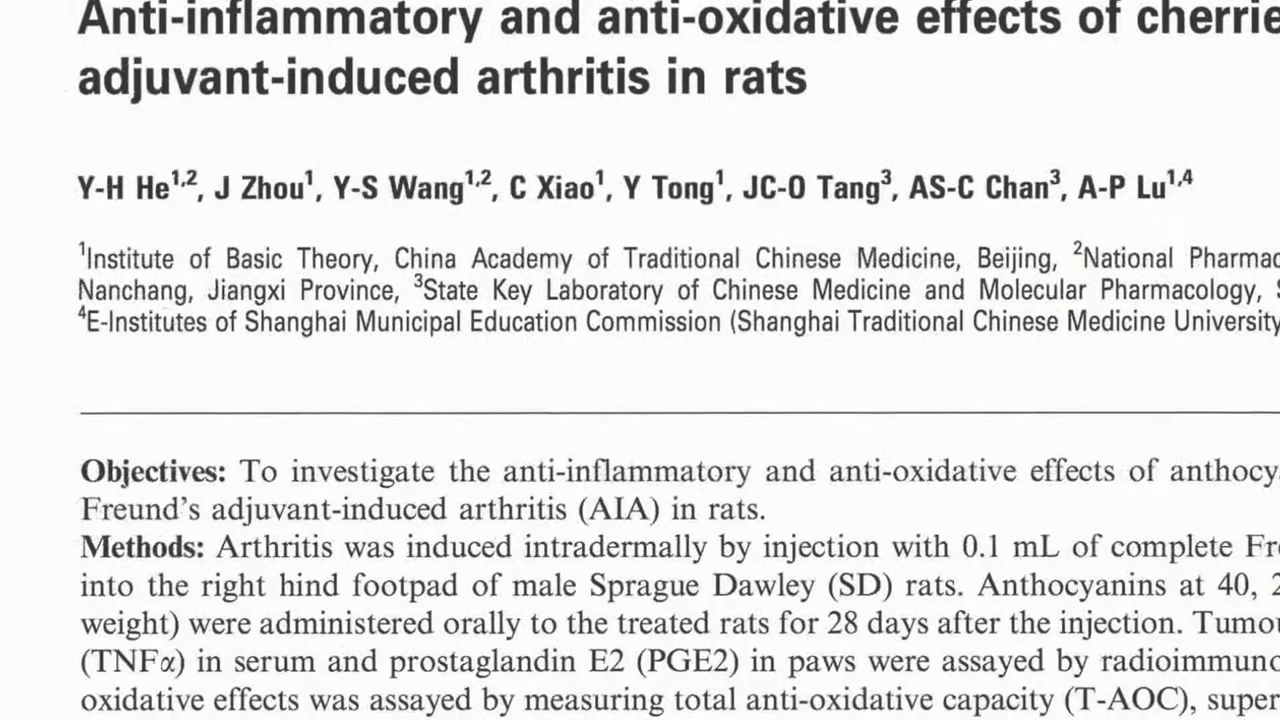 Anti-inflammatory and anti-oxidative effects of cherrie
adjuvant-induced arthritis in rats
Y-H He1,2, J Zhou1, Y-S Wang1,2, C Xiao1, Y Tong1, JC-O Tang3, AS-C Chan3, A-P Lu1,4
1Institute of Basic Theory, China Academy of Traditional Chinese Medicine, Beijing, 2National Pharmac
Nanchang, Jiangxi Province, 3State Key Laboratory of Chinese Medicine and Molecular Pharmacology,
4E-Institutes of Shanghai Municipal Education Commission (Shanghai Traditional Chinese Medicine University
Objectives: To investigate the anti-inflammatory and anti-oxidative effects of anthocy
Freund's adjuvant-induced arthritis (AIA) in rats.
Methods: Arthritis was induced intradermally by injection with 0.1 mL of complete Fre
into the right hind footpad of male Sprague Dawley (SD) rats. Anthocyanins at 40, 2
weight) were administered orally to the treated rats for 28 days after the injection. Tumou
(TNFα) in serum and prostaglandin E2 (PGE2) in paws were assayed by radioimmuno
oxidative effects was assayed by measuring total anti-oxidative capacity (T-AOC), super